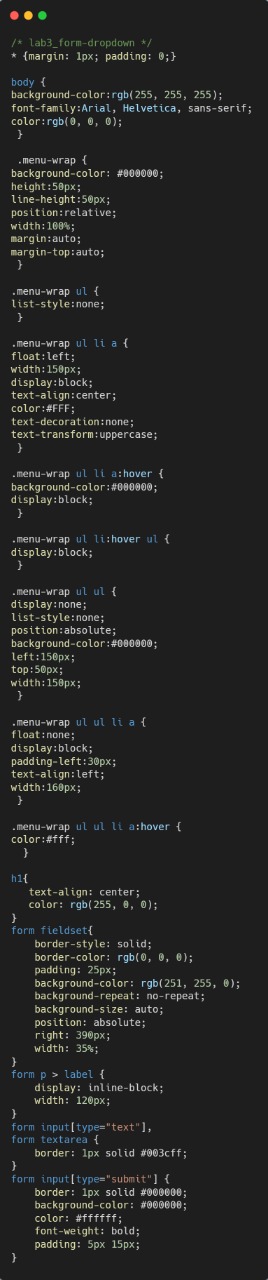 /* lab3_form-dropdown */
* {margin: 1px; padding: 0;}
body {
background-color:rgb(255, 255, 255);
font-family:Arial, Helvetica, sans-serif;
color:rgb(0, 0, 0);
}
.menu-wrap {
background-color: #000000;
height:50px;
line-height:50px;
position:relative;
width:100%;
margin:auto;
margin-top:auto;
}
.menu-wrap ul {
list-style:none;
}
.menu-wrap ul li a {
float:left;
width:150px;
display:block;
text-align:center;
color:#FFF;
text-decoration:none;
text-transform:uppercase;
}
.menu-wrap ul li a:hover {
background-color:#000000;
display:block;
}
.menu-wrap ul li:hover ul {
display:block;
}
.menu-wrap ul ul {
display:none;
list-style:none;
position:absolute;
background-color:#000000;
left:150px;
top:50px;
width:150px;
}
.menu-wrap ul ul li a {
float:none;
display:block;
padding-left:30px;
text-align:left;
width:160px;
}
.menu-wrap ul ul li a:hover {
color:#fff;
}
h1{
text-align: center;
color: rgb(255, 0, 0);
}
form fieldset{
border-style: solid;
border-color: rgb(0, 0, 0);
padding: 25px;
background-color: rgb(251, 255, 0);
background-repeat: no-repeat;
background-size: auto;
position: absolute;
right: 390px;
width: 35%;
}
form p > label {
display: inline-block;
width: 120px;
}
form input[type="text"],
form textarea {
border: 1px solid #003cff;
}
form input[type="submit"] {
border: 1px solid #000000;
background-color: #000000;
color: #ffffff;
font-weight: bold;
padding: 5px 15px;
}